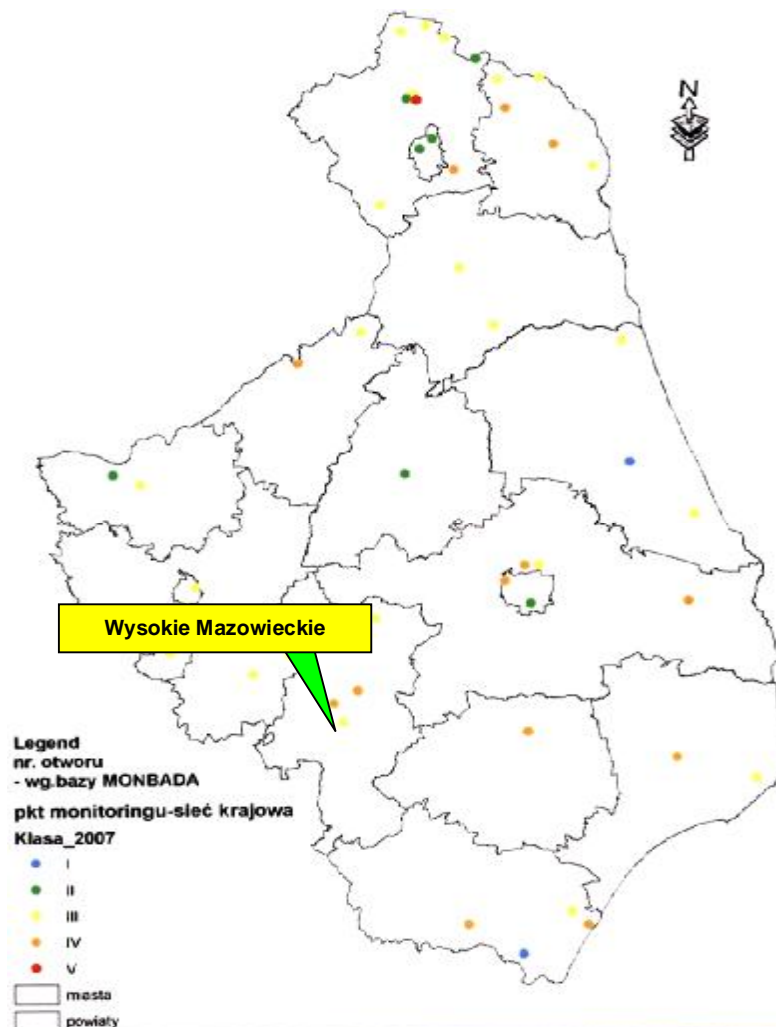 N
Wysokie Mazowieckie
Legend
nr. otworu
- wg.bazy MONBADA
pkt monitoringu-sieć krajowa
Klasa_2007
I
II
III
IV
V
miasta
powiaty